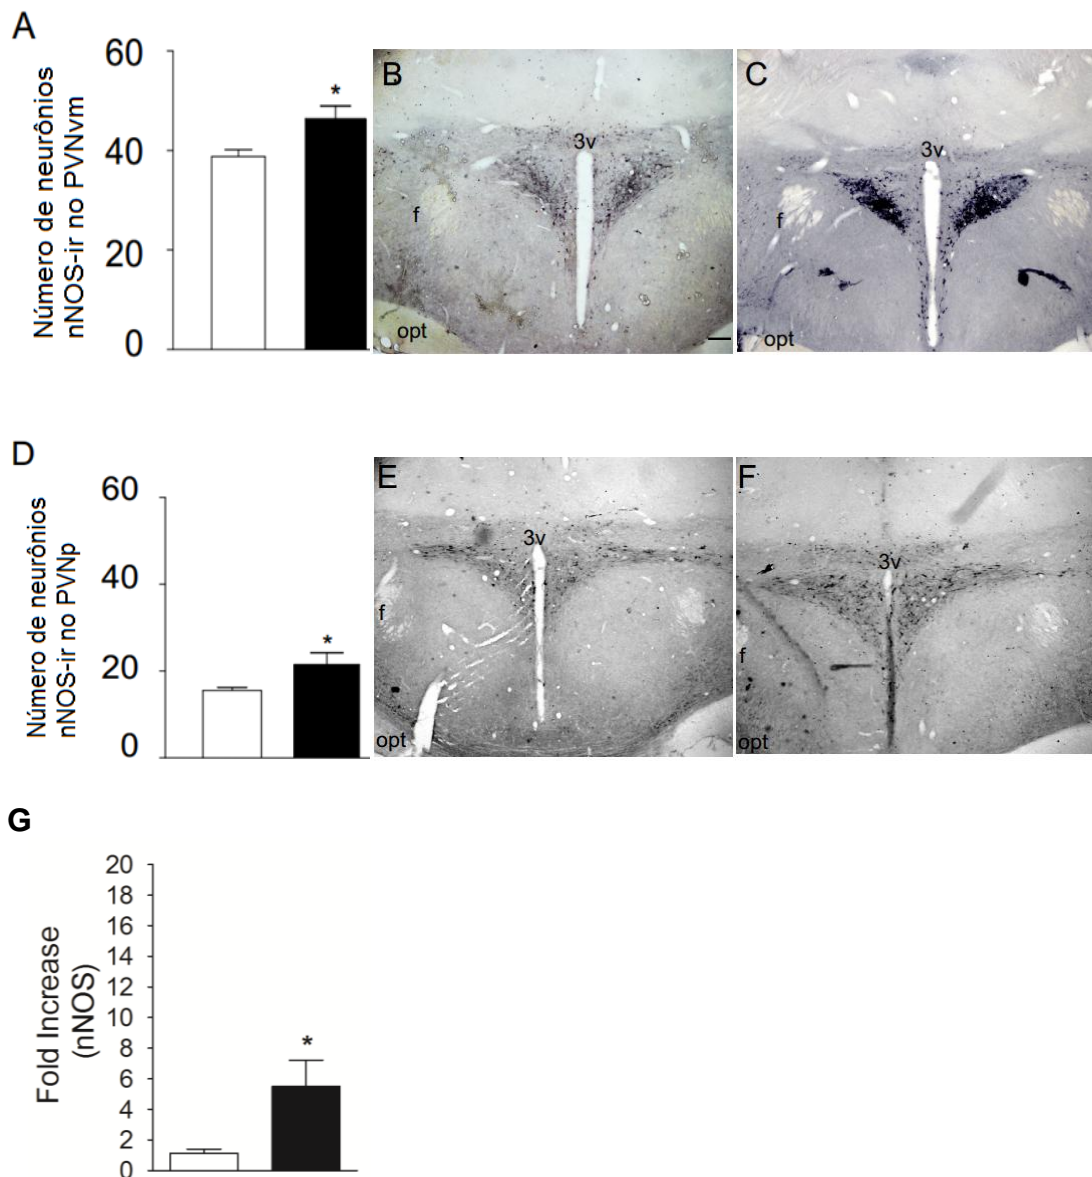 A
Número de neurônios
nNOS-ir no PVNvm
60
40
20
0
*
B
3v
f
opt
C
3v
f
opt
D
Número de neurônios
nNOS-ir no PVNp
60
40
20
0
*
E
3v
f
opt
F
3v
f
opt
G
Fold Increase
(nNOS)
20
18
16
14
12
10
8
6
4
2
0
*